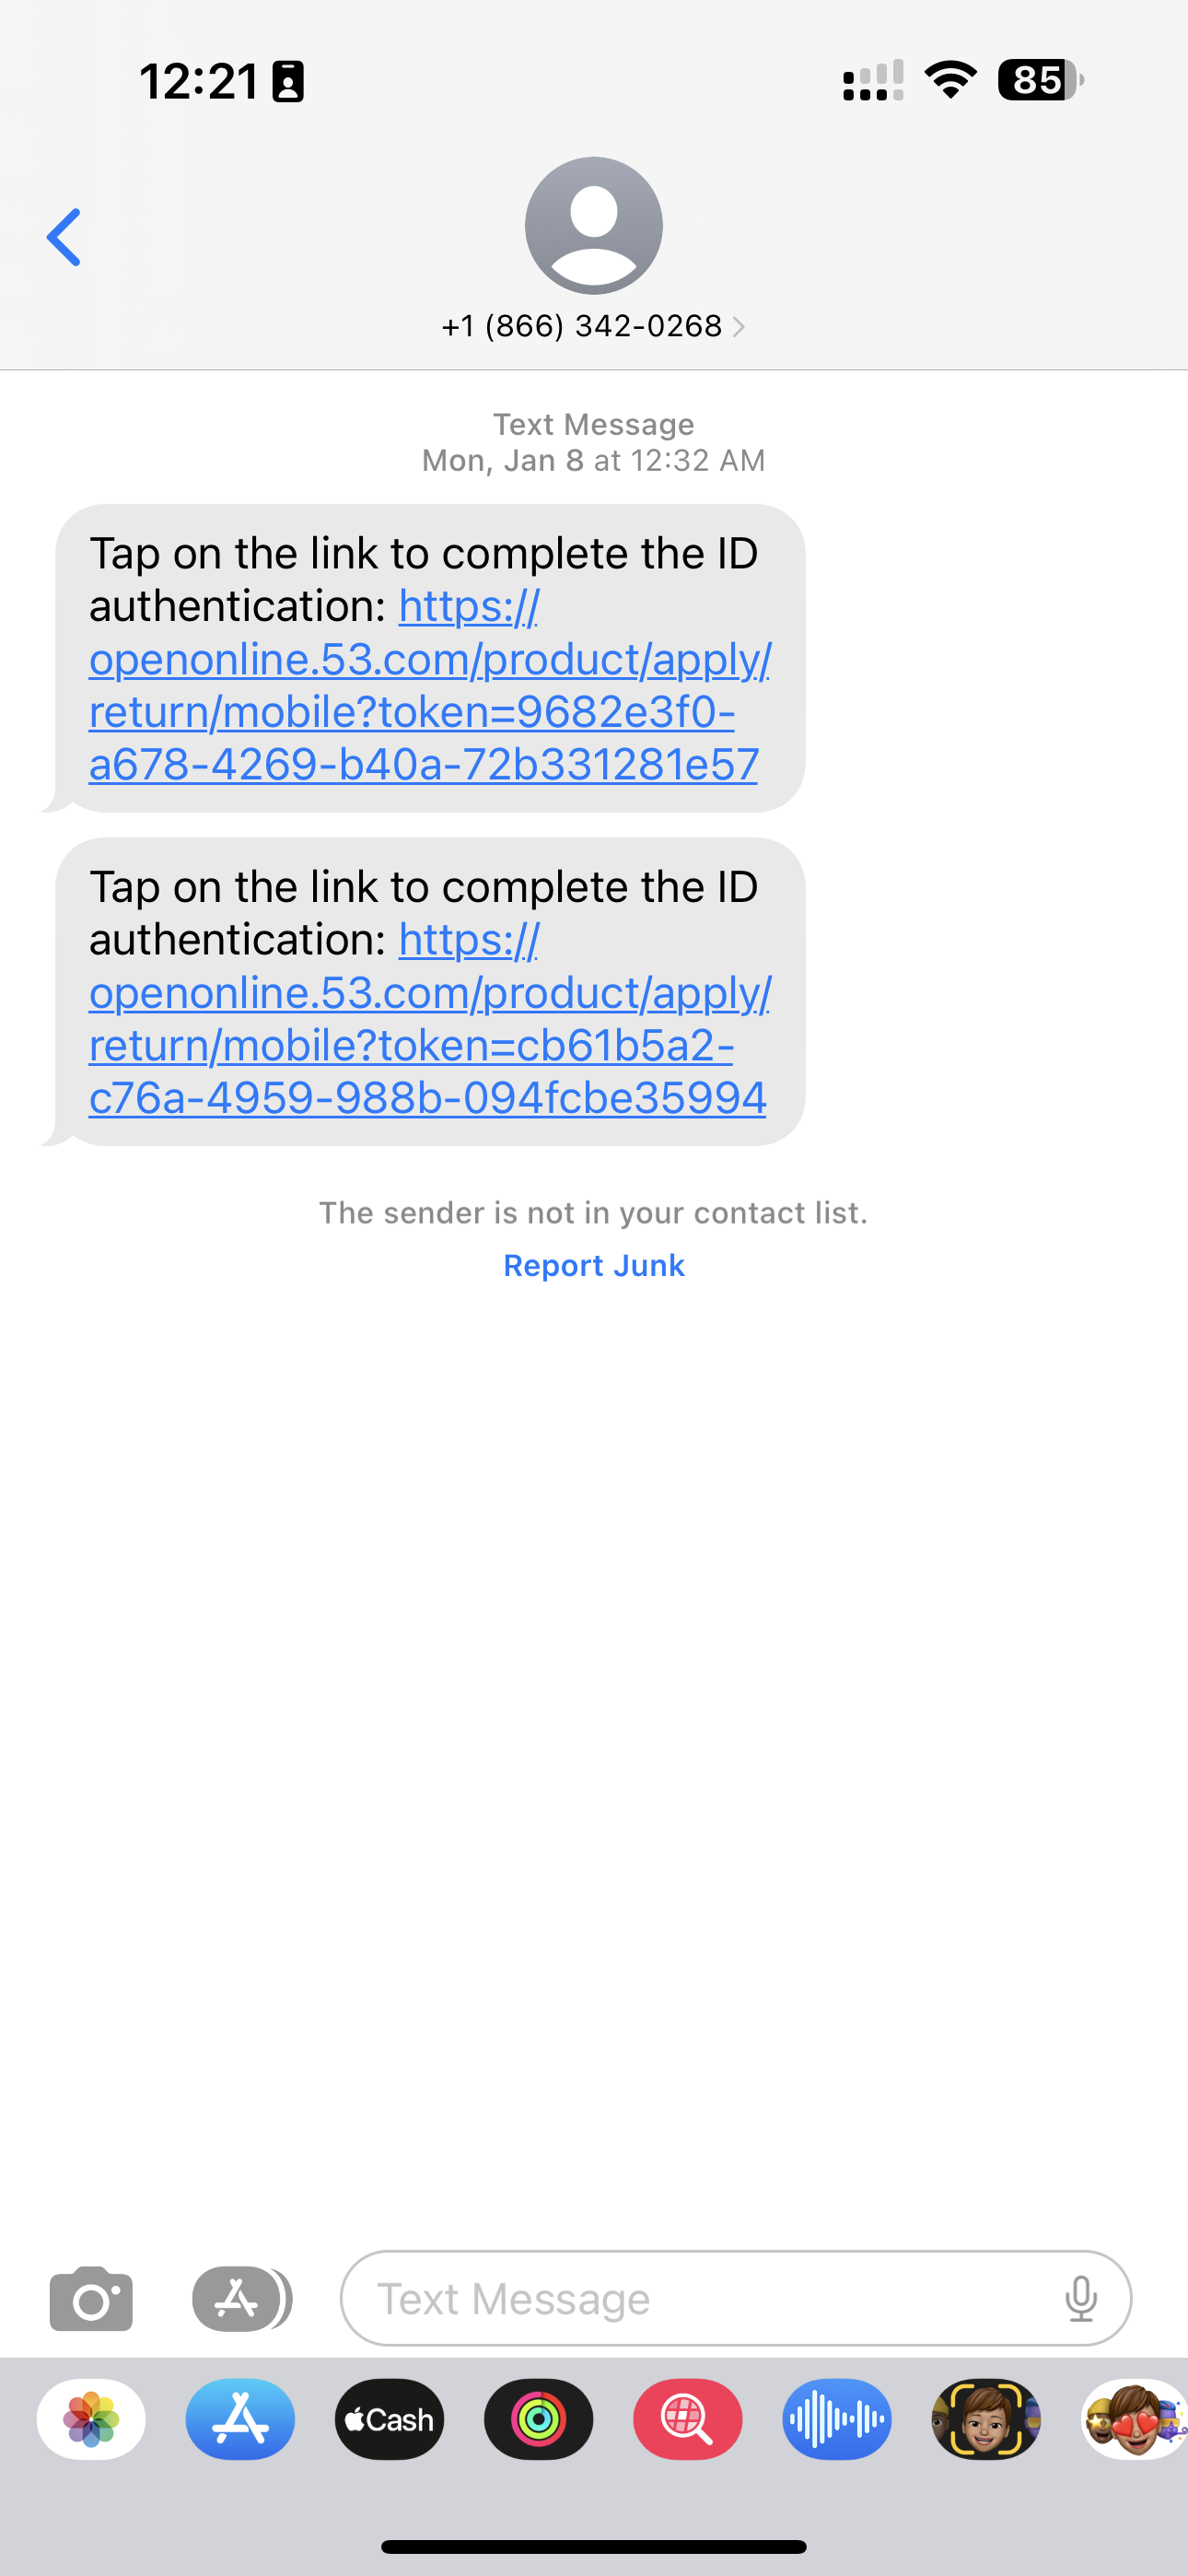 12:21
85
+1 (866) 342-0268
Text Message
Mon, Jan 8 at 12:32 AM
Tap on the link to complete the ID
authentication: https://
openonline.53.com/product/apply/
return/mobile?token=9682e3f0-
a678-4269-b40a-72b331281e57
Tap on the link to complete the ID
authentication: https://
openonline.53.com/product/apply/
return/mobile?token=cb61b5a2-
c76a-4959-988b-094fcbe35994
The sender is not in your contact list.
Report Junk
Text Message
Cash